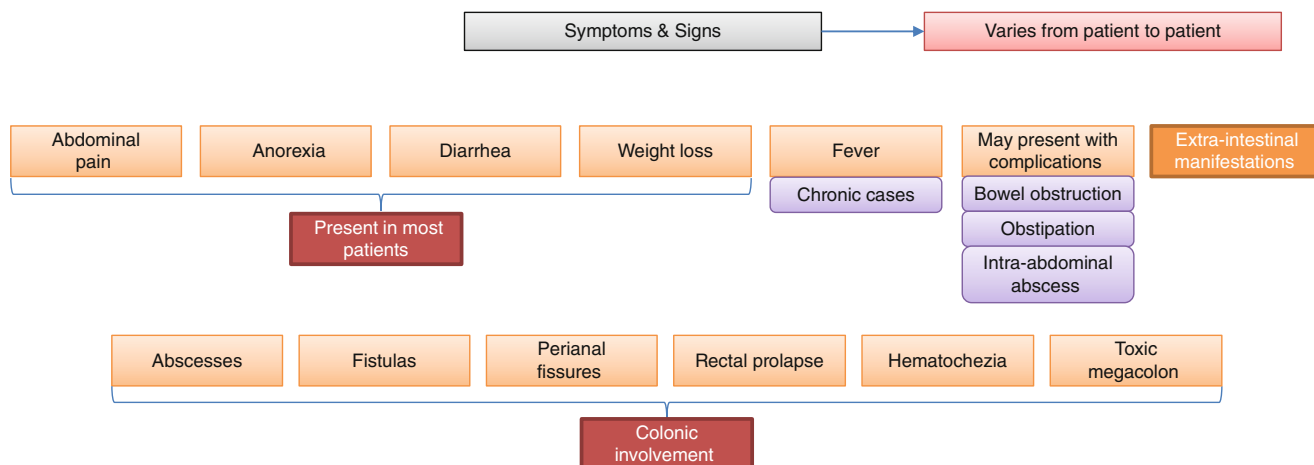 Symptoms & Signs
Varies from patient to patient
Abdominal
pain
Anorexia
Diarrhea
Weight loss
Fever
May present with
complications
Extra-intestinal
manifestations
Chronic cases
Bowel obstruction
Obstipation
Intra-abdominal
abscess
Present in most
patients
Abscesses
Fistulas
Perianal
fissures
Rectal prolapse
Hematochezia
Toxic
megacolon
Colonic
involvement